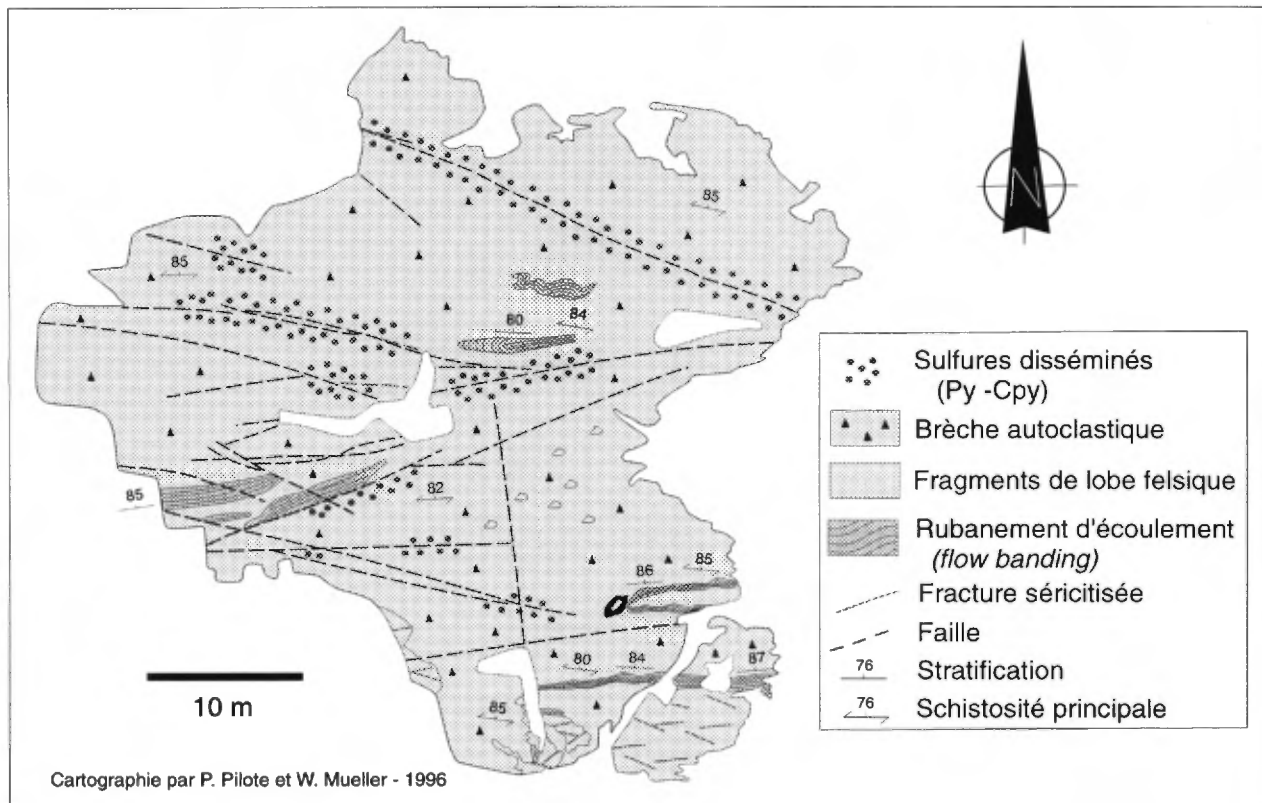 N
85
85
80
84
85
82
86
85
80
84
87
85
10 m
Cartographie par P. Pilote et W. Mueller - 1996
Sulfures disséminés
(Py -Cpy)
Brèche autoclastique
Fragments de lobe felsique
Rubanement d'écoulement
(flow banding)
Fracture séricitisée
Faille
76
Stratification
76
Schistosité principale